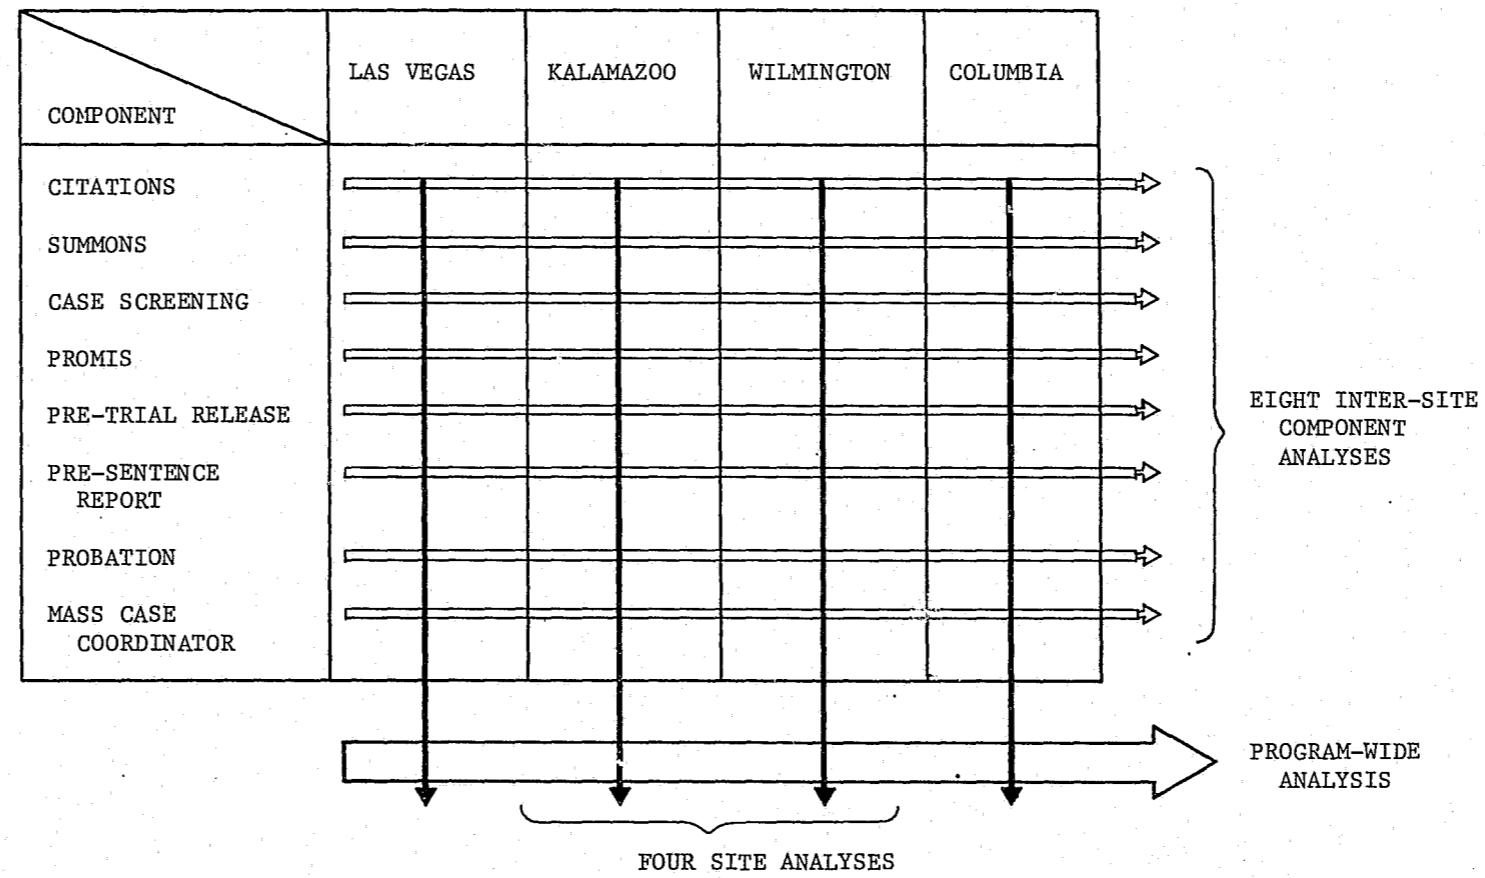 LAS VEGAS KALAMAZOO WILMINGTON COLUMBIA
COMPONENT
CITATIONS
SUMMONS
CASE SCREENING
PROMIS
PRE-TRIAL RELEASE
PRE-SENTENCE
REPORT
PROBATION
MASS CASE
COORDINATOR
EIGHT INTER-SITE
COMPONENT
ANALYSES
PROGRAM-WIDE
ANALYSIS
FOUR SITE ANALYSES